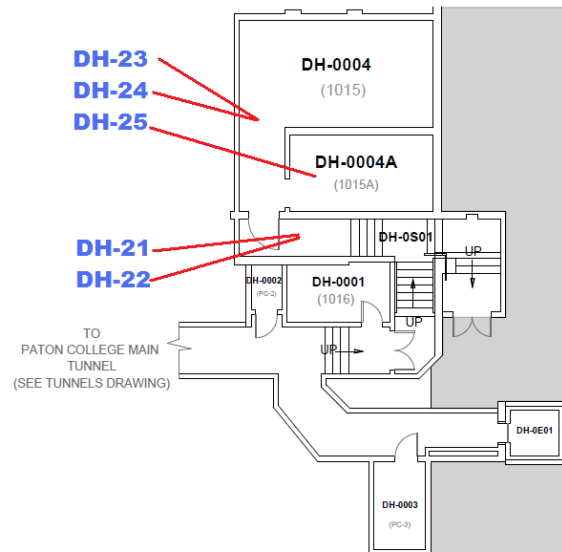 DH-23
DH-24
DH-25
DH-0004
(1015)
DH-0004A
(1015A)
DH-21
DH-22
DH-0S01
UP
DH-0002
(PC-2)
DH-0001
(1016)
UP
UP
TO
PATON COLLEGE MAIN
TUNNEL
(SEE TUNNELS DRAWING)
DH-0E01
DH-0003
(PC-3)